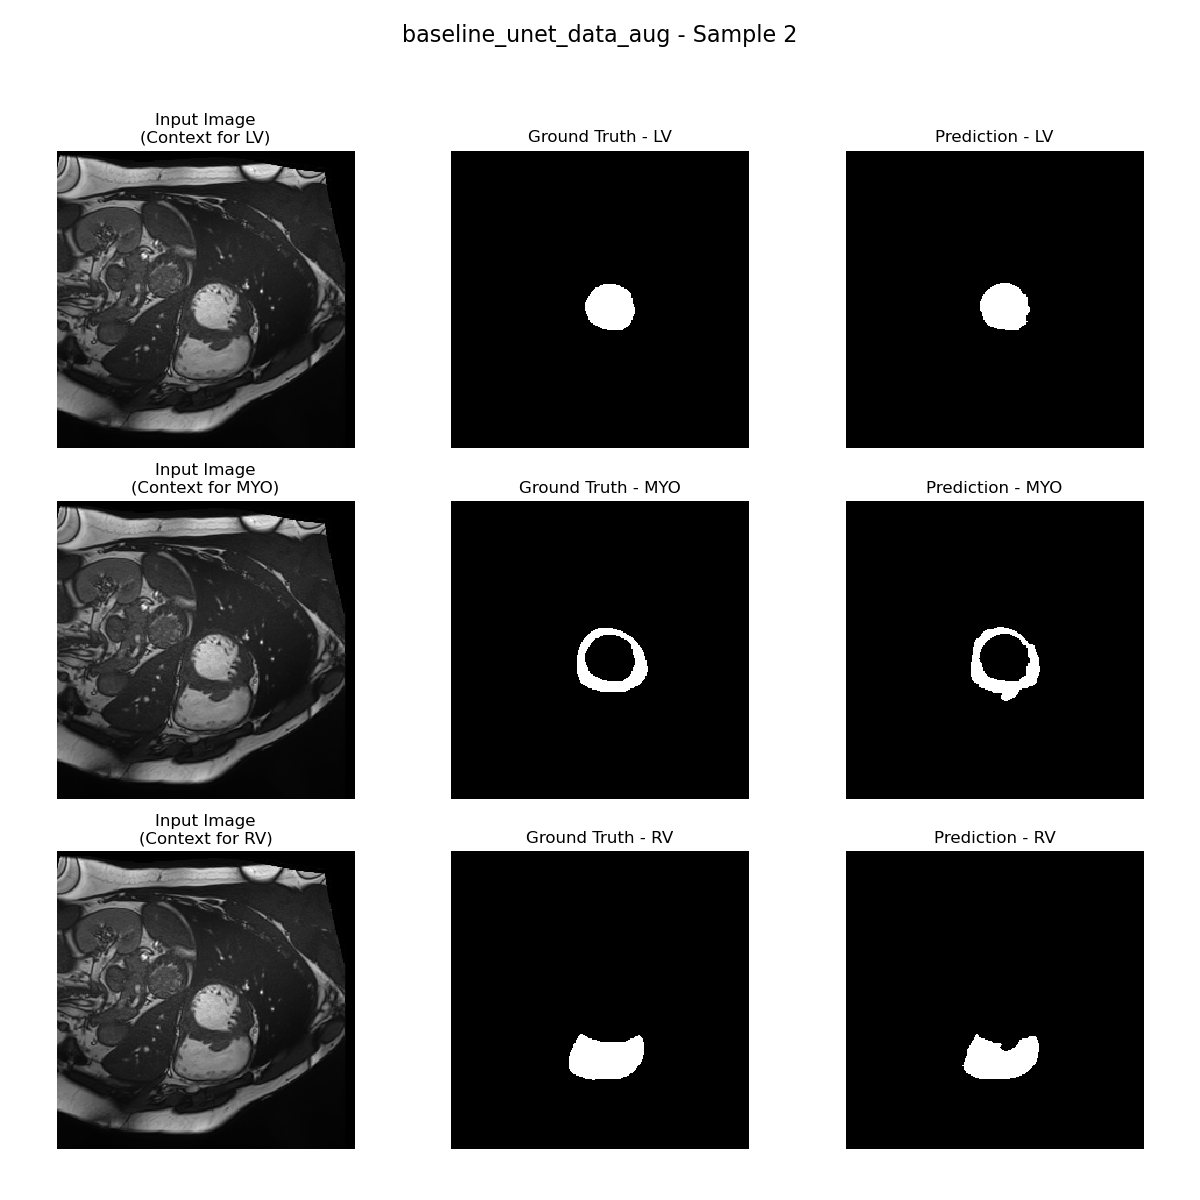 baseline_unet_data_aug - Sample 2
Input Image
(Context for LV)
Ground Truth - LV
Prediction - LV
Input Image
(Context for MYO)
Ground Truth - MYO
Prediction - MYO
Input Image
(Context for RV)
Ground Truth - RV
Prediction - RV